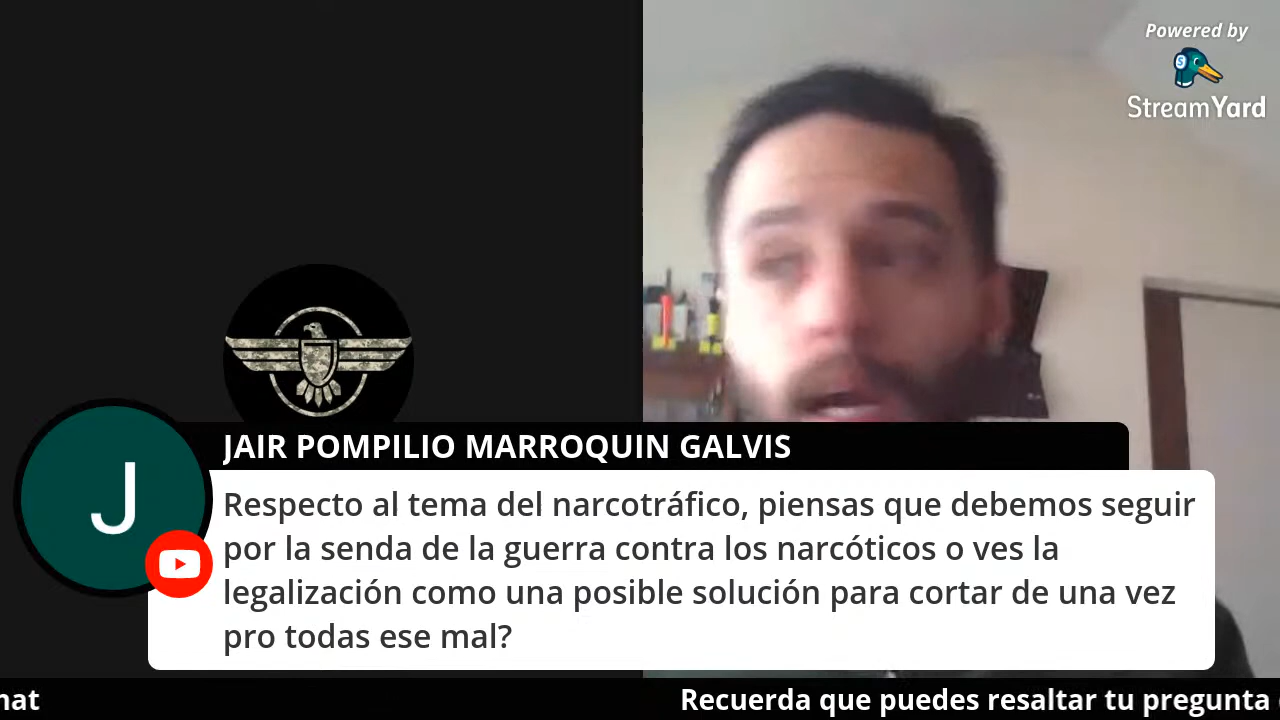 Powered by
StreamYard
J
JAIR POMPILIO MARROQUIN GALVIS
Respecto al tema del narcotráfico, piensas que debemos seguir
por la senda de la guerra contra los narcóticos o ves la
legalización como una posible solución para cortar de una vez
pro todas ese mal?
Recuerda que puedes resaltar tu pregunta